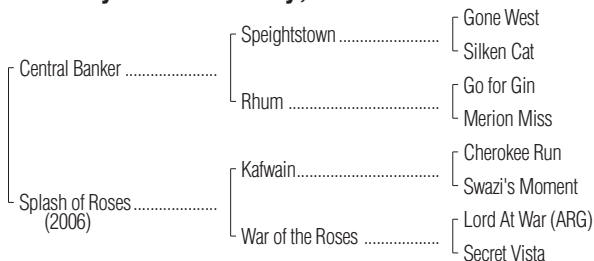 Gone West
Speightstown
Silken Cat
Central Banker
Go for Gin
Rhum
Merion Miss
Cherokee Run
Kafwain
Swazi's Moment
Splash of Roses
(2006)
Lord At War (ARG)
War of the Roses
Secret Vista